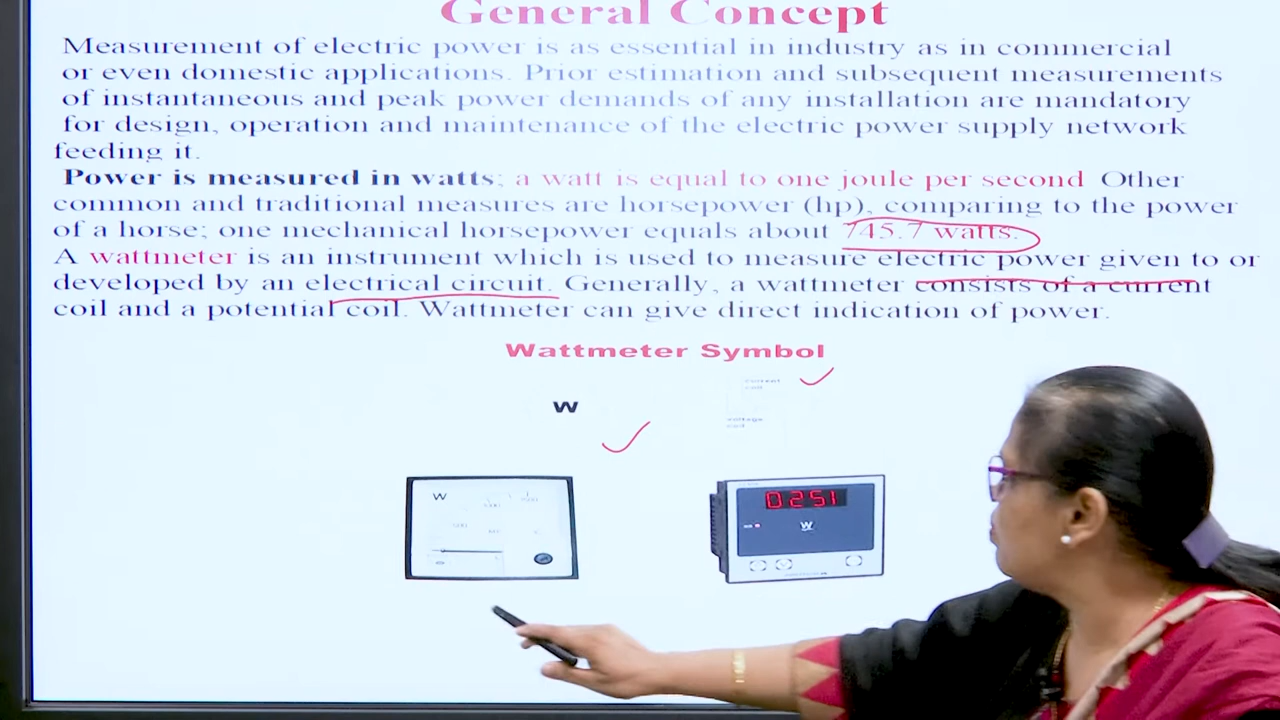 General Concept
Measurement of electric power is as essential in industry as in commercial
or even domestic applications. Prior estimation and subsequent measurements
of instantaneous and peak power demands of any installation are mandatory
for design, operation and maintenance of the electric power supply network
feeding it.
Power is measured in watts; a watt is equal to one joule per second Other
common and traditional measures are horsepower (hp), comparing to the power
of a horse; one mechanical horsepower equals about 745.7 watts.
A wattmeter is an instrument which is used to measure electric power given to or
developed by an electrical circuit. Generally, a wattmeter consists of a current
coil and a potential coil. Wattmeter can give direct indication of power.
Wattmeter Symbol
Current
coil
W
voltage
coil
W
0251
W